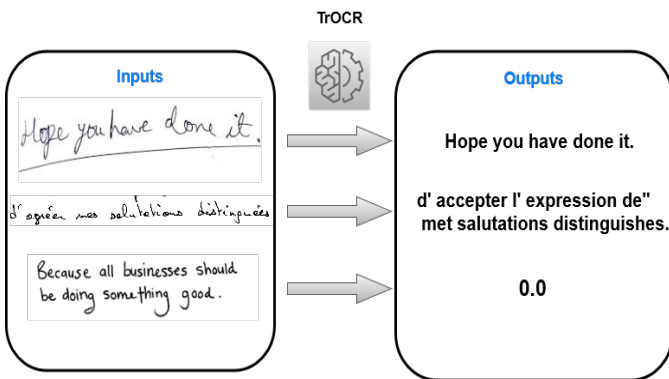 TrOCR
Inputs
Outputs
Hope you have done it.
Hope you have done it.
d' agréer mes salutations distinguées
d' accepter l' expression de"
met salutations distinguishes.
Because all businesses should
be doing something good.
0.0